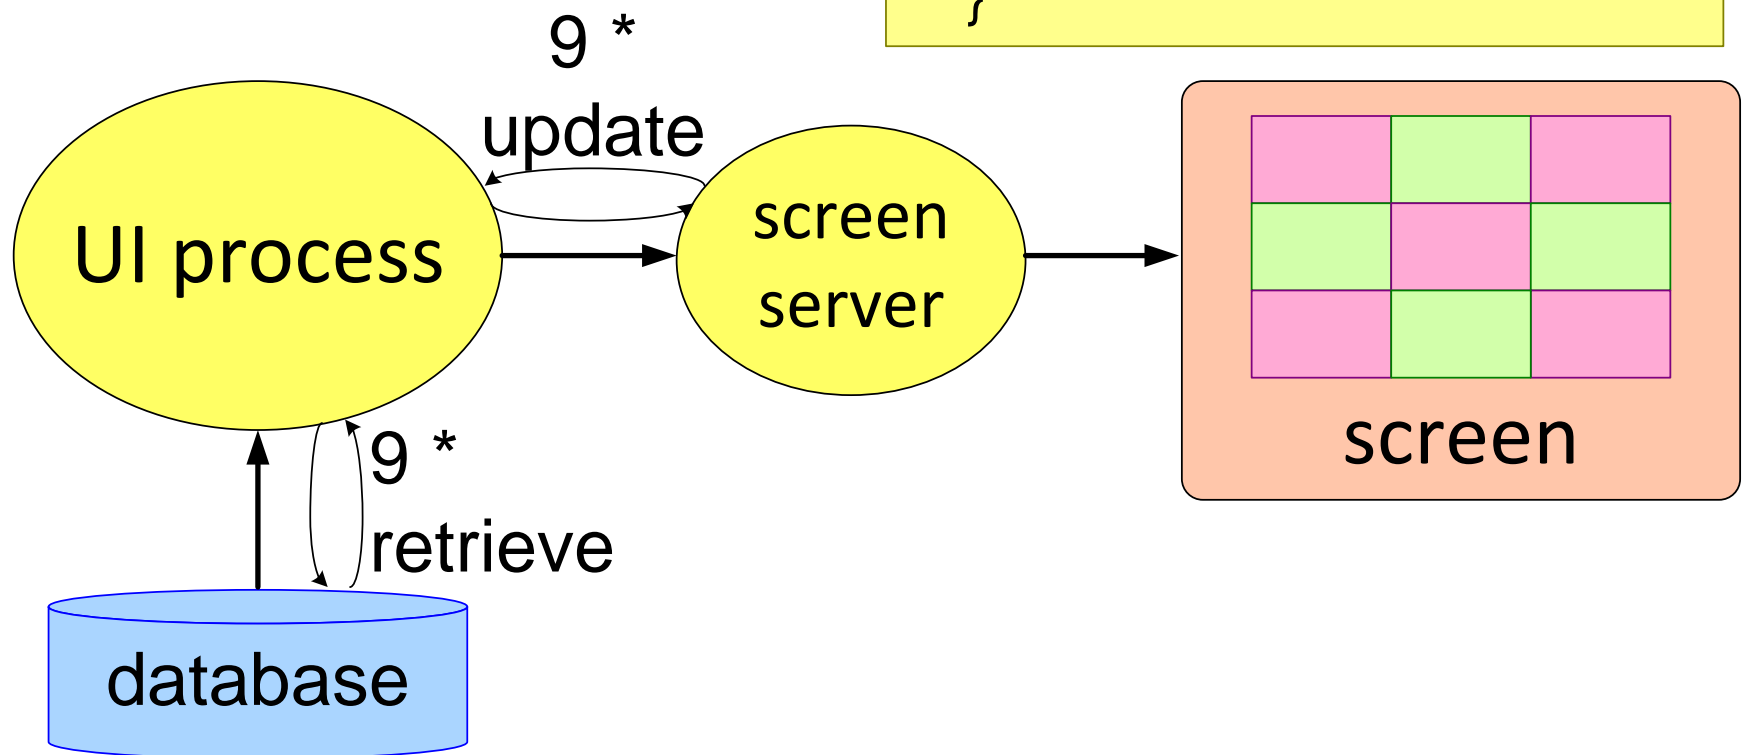 }
9 *
update
UI process
screen
server
screen
9 *
retrieve
database